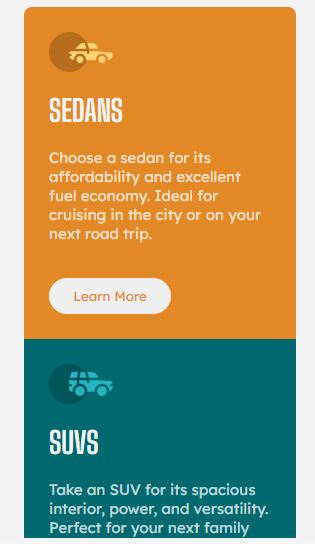 SEDANS
Choose a sedan for its
affordability and excellent
fuel economy. Ideal for
cruising in the city or on your
next road trip.
Learn More
SUVS
Take an SUV for its spacious
interior, power, and versatility.
Perfect for your next family